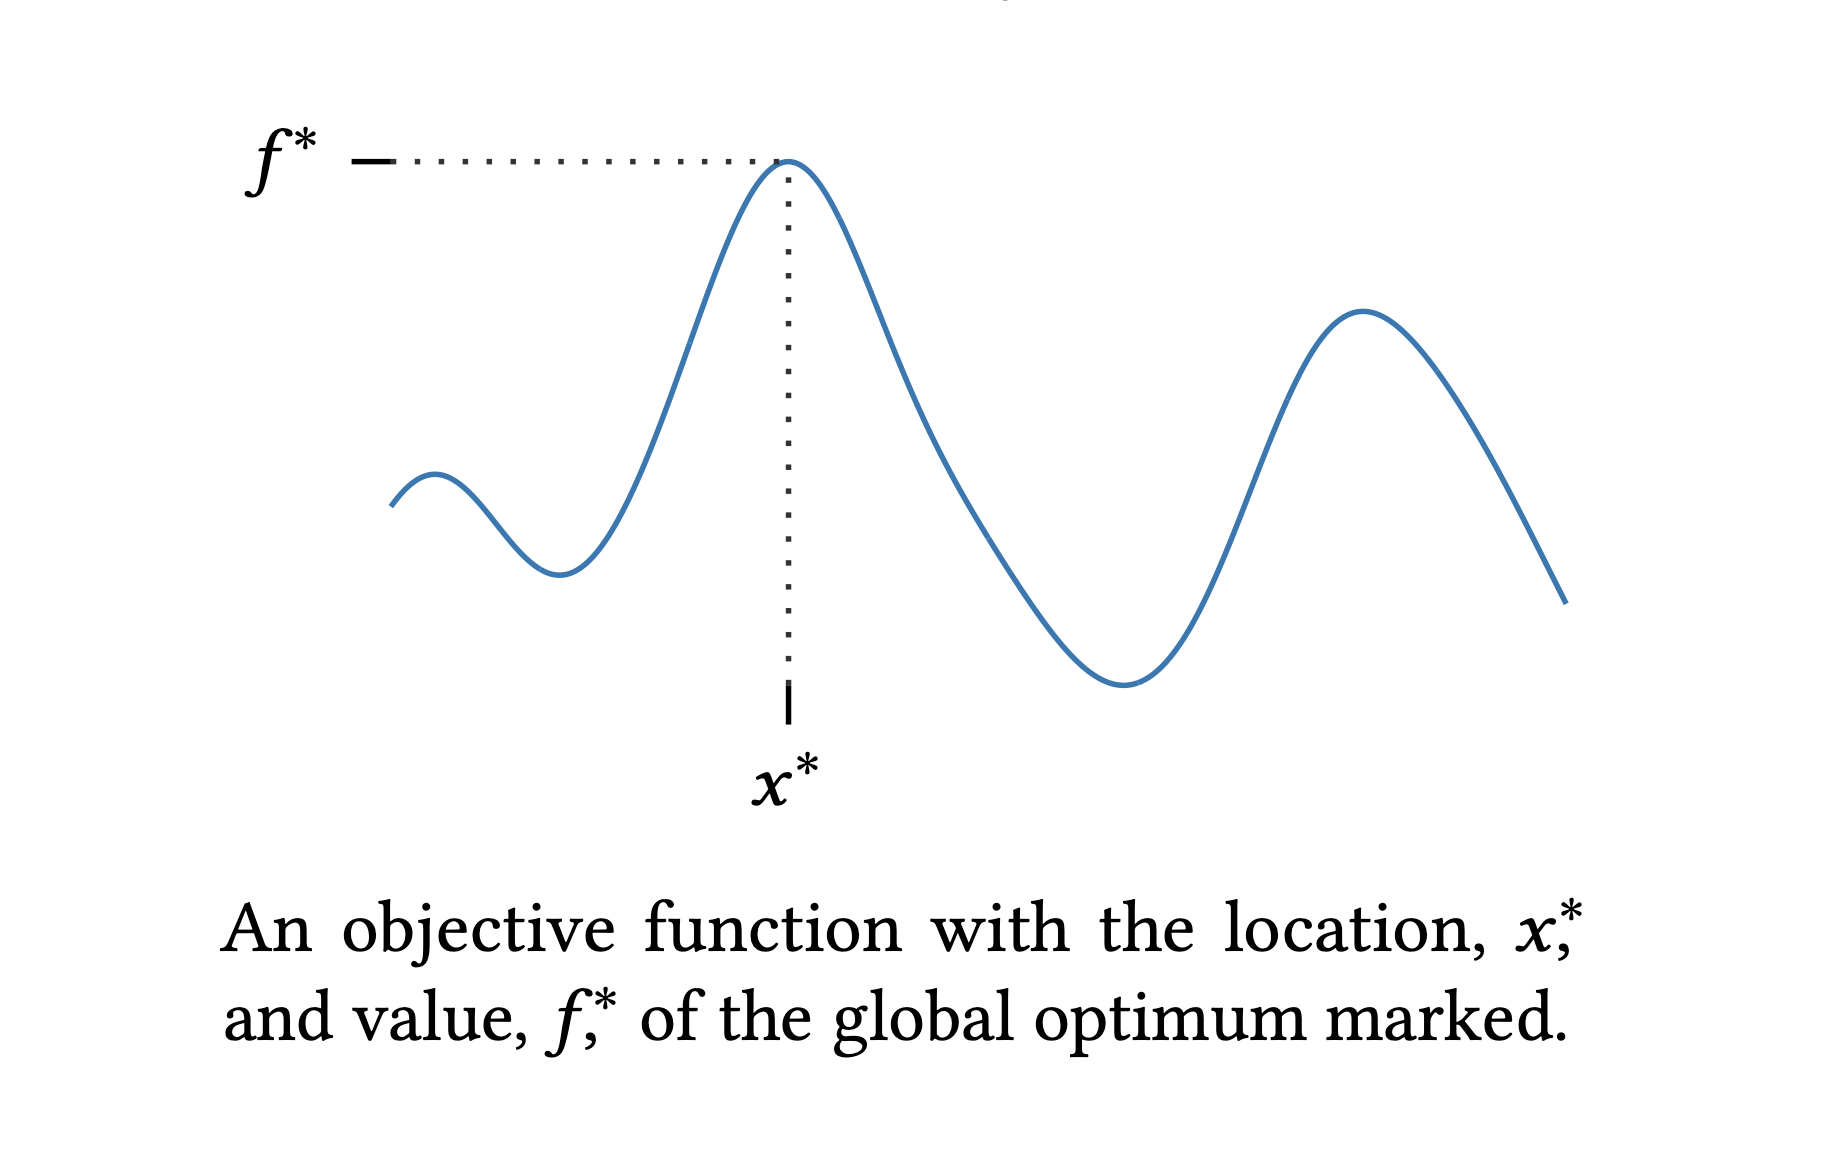 f*
x*
An objective function with the location, x,*
and value, f,* of the global optimum marked.